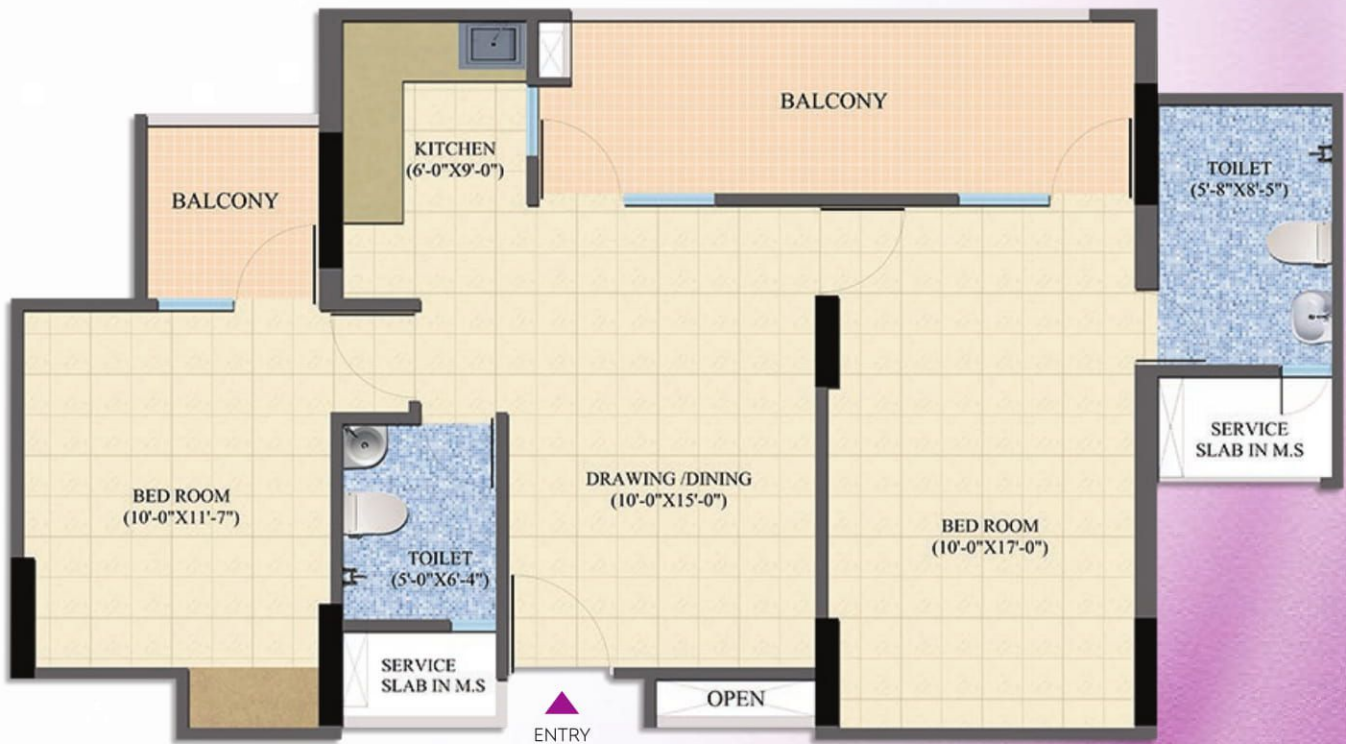 BALCONY
KITCHEN
(6'-0"X9'-0")
TOILET
(5'-8"X8'-5")
BALCONY
SERVICE
SLAB IN M.S
DRAWING /DINING
(10'-0"X15'-0")
BED ROOM
(10'-0"X11'-7")
BED ROOM
(10'-0"X17'-0")
TOILET
(5'-0"X6'-4")
SERVICE
SLAB IN M.S
OPEN
ENTRY